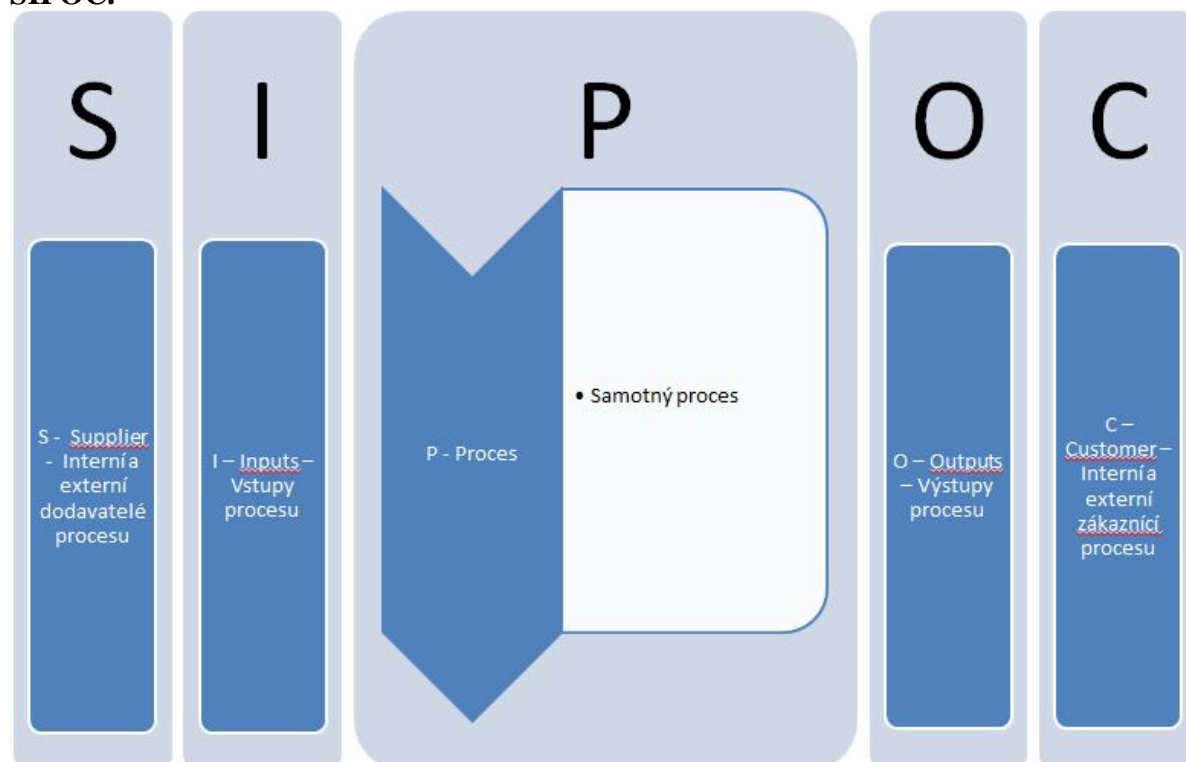 SIPOC.
S
I
P
O
C
S - Supplier
- Interní a
externí
dodavatelé
procesu
I – Inputs –
Vstupy
procesu
P - Proces
• Samotný proces
O – Outputs
– Výstupy
procesu
C –
Customer –
Interní a
externí
zákaznící
procesu